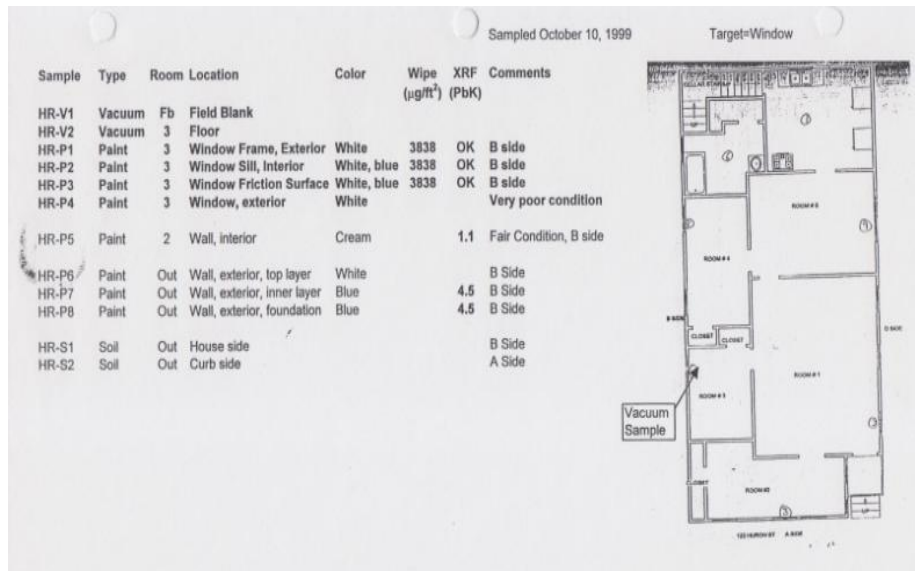 Sampled October 10, 1999 Target=Window
Sample Type Room Location Color Wipe XRF Comments
(µg/ft²) (PbK)
HR-V1 Vacuum Fb Field Blank
HR-V2 Vacuum 3 Floor
HR-P1 Paint 3 Window Frame, Exterior White 3838 OK B side
HR-P2 Paint 3 Window Sill, Interior White, blue 3838 OK B side
HR-P3 Paint 3 Window Friction Surface White, blue 3838 OK B side
HR-P4 Paint 3 Window, exterior White Very poor condition
HR-P5 Paint 2 Wall, interior Cream 1.1 Fair Condition, B side
HR-P6 Paint Out Wall, exterior, top layer White B Side
HR-P7 Paint Out Wall, exterior, inner layer Blue 4.5 B Side
HR-P8 Paint Out Wall, exterior, foundation Blue 4.5 B Side
HR-S1 Soil Out House side B Side
HR-S2 Soil Out Curb side A Side
UP
ROOM # 5
ROOM # 4
B SIDE
D SIDE
CLOSET
CLOSET
ROOM # 1
ROOM # 3
Vacuum
Sample
CLOSET
ROOM #2
UP
A SIDE